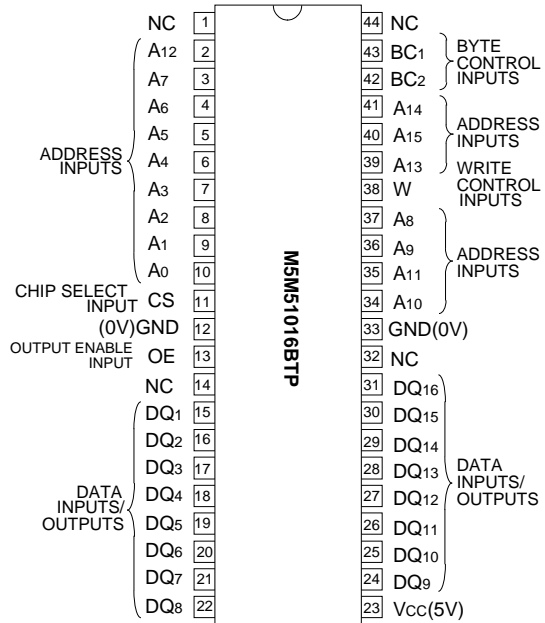 NC 1
A12 2
A7 3
A6 4
A5 5
A4 6
A3 7
A2 8
A1 9
A0 10
ADDRESS
INPUTS
CHIP SELECT
INPUT CS 11
(0V)GND 12
OUTPUT ENABLE
INPUT OE 13
NC 14
DQ1 15
DQ2 16
DQ3 17
DQ4 18
DQ5 19
DQ6 20
DQ7 21
DQ8 22
DATA
INPUTS/
OUTPUTS
M5M51016BTP
44 NC
43 BC1
42 BC2
BYTE
CONTROL
INPUTS
41 A14
40 A15
39 A13
ADDRESS
INPUTS
38 W
WRITE
CONTROL
INPUTS
37 A8
36 A9
35 A11
34 A10
ADDRESS
INPUTS
33 GND(0V)
32 NC
31 DQ16
30 DQ15
29 DQ14
28 DQ13
27 DQ12
26 DQ11
25 DQ10
24 DQ9
DATA
INPUTS/
OUTPUTS
23 Vcc(5V)